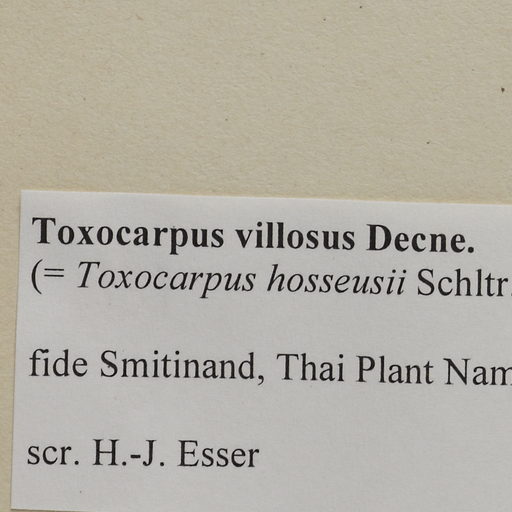 Toxocarpus villosus Decne.
(= Toxocarpus hosseusii Schltr.
fide Smitinand, Thai Plant Nam
scr. H.-J. Esser